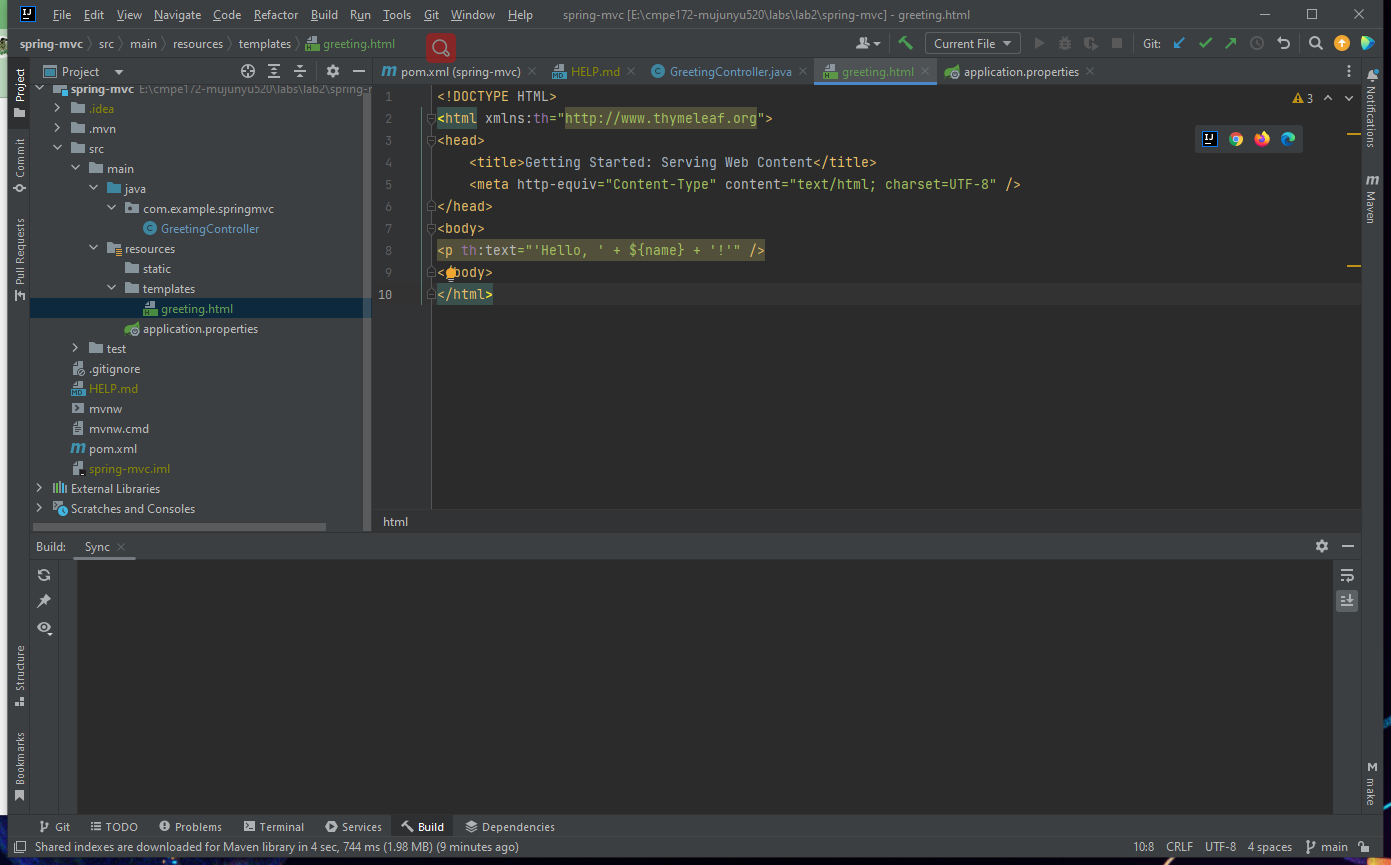 File Edit View Navigate Code Refactor Build Run Tools Git Window Help spring-mvc [E:\cmpe172-mujunyu520\labs\lab2\spring-mvc] - greeting.html
spring-mvc src main resources templates greeting.html Current File Git:
Project pom.xml (spring-mvc) HELP.md GreetingController.java greeting.html application.properties
spring-mvc E:\cmpe172-mujunyu520\labs\lab2\spring-r
.idea
.mvn
src
main
java
com.example.springmvc
GreetingController
resources
static
templates
greeting.html
application.properties
test
.gitignore
HELP.md
mvnw
mvnw.cmd
pom.xml
spring-mvc.iml
External Libraries
Scratches and Consoles
1 <!DOCTYPE HTML>
2 <html xmlns:th="http://www.thymeleaf.org">
3 <head>
4 <title>Getting Started: Serving Web Content</title>
5 <meta http-equiv="Content-Type" content="text/html; charset=UTF-8" />
6 </head>
7 <body>
8 <p th:text="'Hello, ' + ${name} + '!'" />
9 </body>
10 </html>
3
html
Project
Commit
Pull Requests
Structure
Bookmarks
Notifications
Maven
make
Build: Sync
Git TODO Problems Terminal Services Build Dependencies
Shared indexes are downloaded for Maven library in 4 sec, 744 ms (1.98 MB) (9 minutes ago) 10:8 CRLF UTF-8 4 spaces main